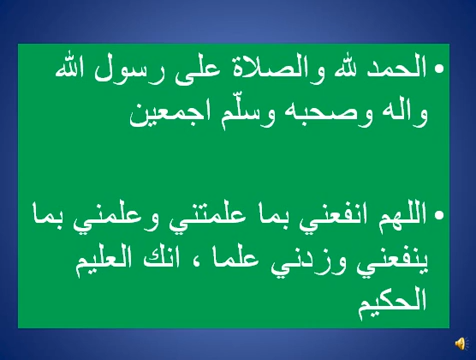 • الحمد لله والصلاة على رسول الله
واله وصحبه وسلّم اجمعين
• اللهم انفعني بما علمتني وعلمني بما
ينفعني وزدني علما ، انك العليم
الحكيم